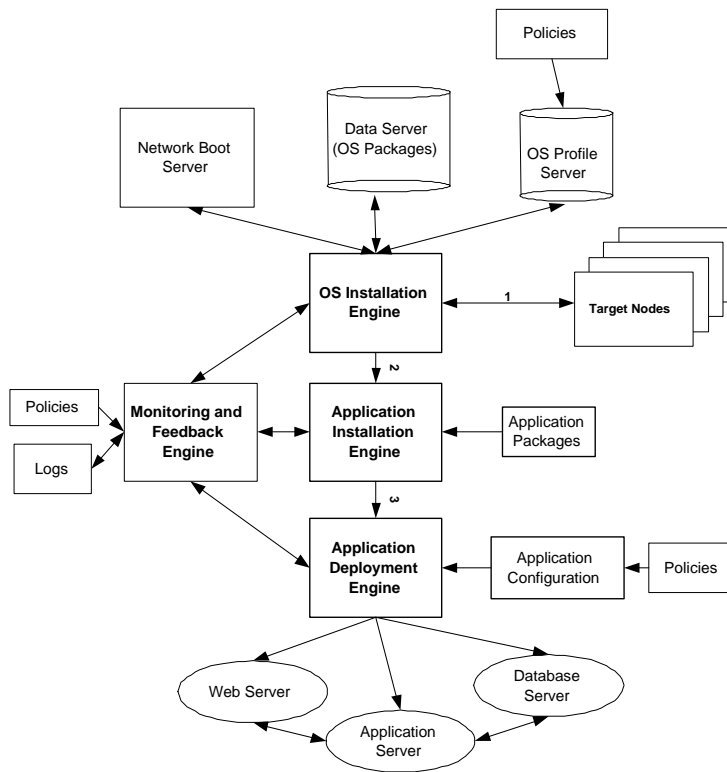 Policies
Network Boot
Server
Data Server
(OS Packages)
OS Profile
Server
OS Installation
Engine
1
Target Nodes
2
Policies
Logs
Monitoring and
Feedback
Engine
Application
Installation
Engine
Application
Packages
3
Application
Deployment
Engine
Application
Configuration
Policies
Web Server
Database
Server
Application
Server